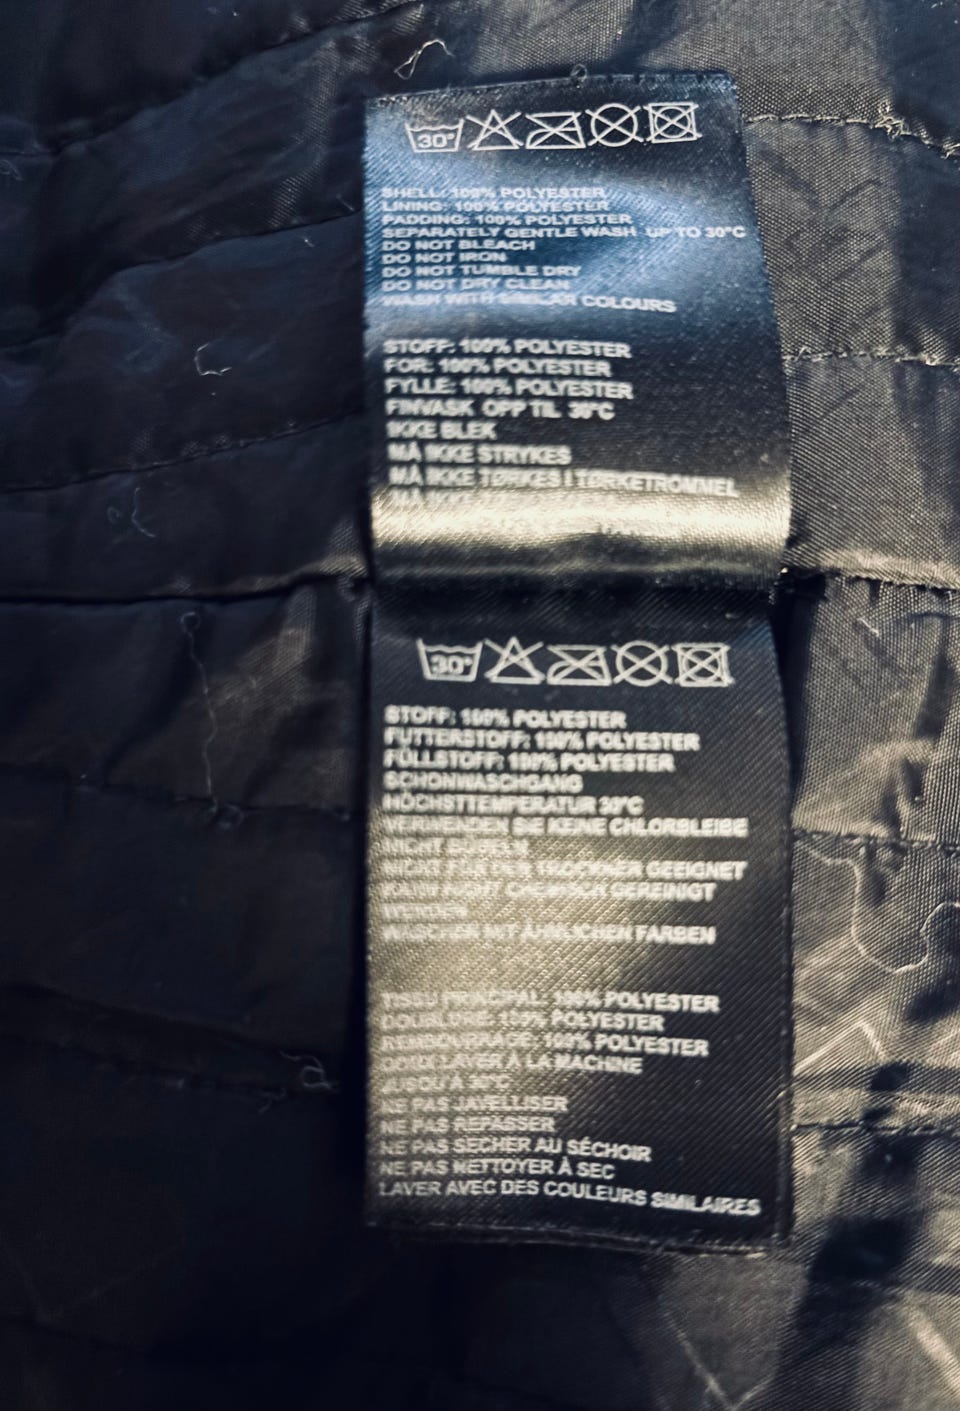 30°
SHELL: 100% POLYESTER
LINING: 100% POLYESTER
PADDING: 100% POLYESTER
SEPARATELY GENTLE WASH UP TO 30°C
DO NOT BLEACH
DO NOT IRON
DO NOT TUMBLE DRY
DO NOT DRY CLEAN
WASH WITH SIMILAR COLOURS
STOFF: 100% POLYESTER
FOR: 100% POLYESTER
FYLLE: 100% POLYESTER
FINVASK OPP TIL 30°C
IKKE BLEK
MÅ IKKE STRYKES
MÅ IKKE TØRKES I TØRKETROMMEL
MÅ IKKE
30°
STOFF: 100% POLYESTER
FUTTERSTOFF: 100% POLYESTER
FÜLLSTOFF: 100% POLYESTER
SCHONWASCHGANG
HÖCHSTTEMPERATUR 30°C
VERWENDEN SIE KEINE CHLORBLEIBE
NICHT BÜGELN
NICHT FÜR DEN TROCKNER GEEIGNET
KANN NICHT CHEMISCH GEREINIGT
WERDEN
MIT ÄHNLICHEN FARBEN
TISSU PRINCIPAL: 100% POLYESTER
DOUBLURE: 100% POLYESTER
REMBOURRAGE: 100% POLYESTER
LAVER À LA MACHINE
JUSQU'À 30°C
NE PAS JAVELLISER
NE PAS REPASSER
NE PAS SECHER AU SÉCHOIR
NE PAS NETTOYER À SEC
LAVER AVEC DES COULEURS SIMILAIRES